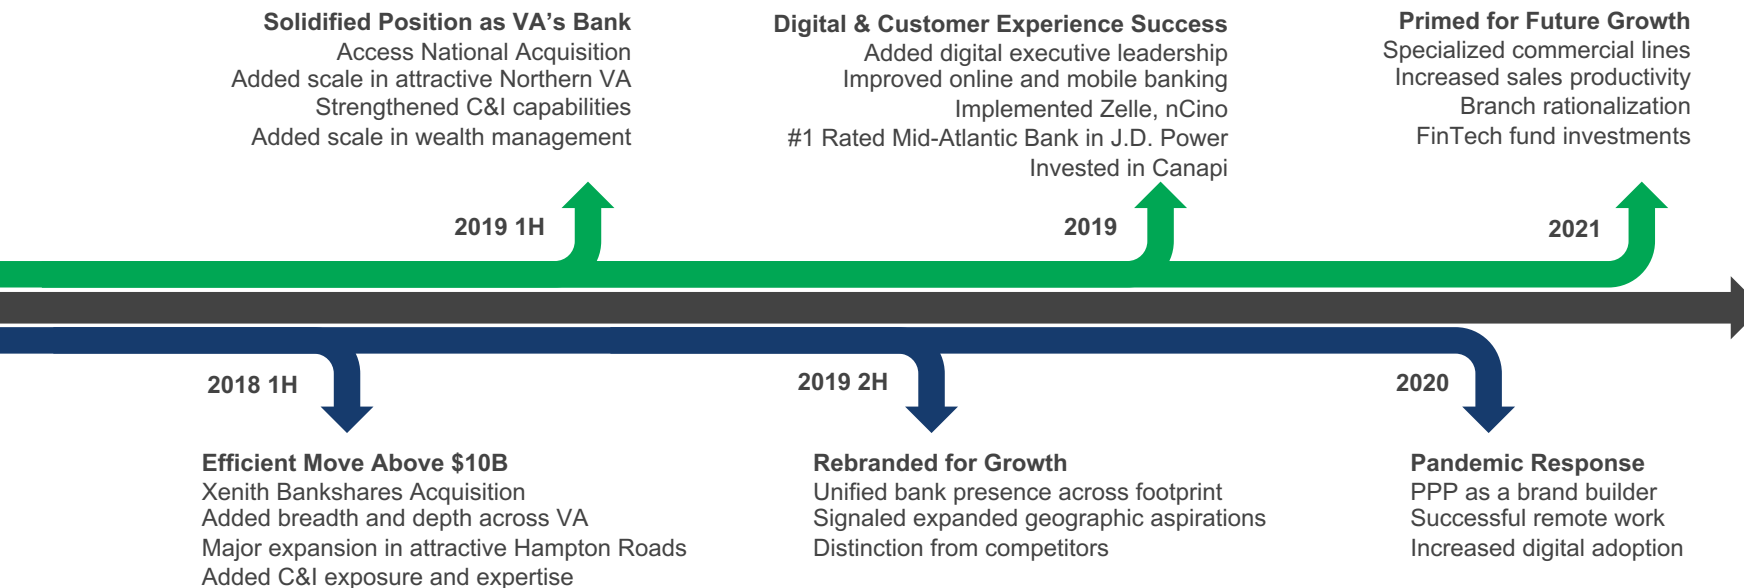 Solidified Position as VA's Bank
Access National Acquisition
Added scale in attractive Northern VA
Strengthened C&I capabilities
Added scale in wealth management
2019 1H
Digital & Customer Experience Success
Added digital executive leadership
Improved online and mobile banking
Implemented Zelle, nCino
#1 Rated Mid-Atlantic Bank in J.D. Power
Invested in Canapi
2019
Primed for Future Growth
Specialized commercial lines
Increased sales productivity
Branch rationalization
FinTech fund investments
2021
2018 1H
Efficient Move Above $10B
Xenith Bankshares Acquisition
Added breadth and depth across VA
Major expansion in attractive Hampton Roads
Added C&I exposure and expertise
2019 2H
Rebranded for Growth
Unified bank presence across footprint
Signaled expanded geographic aspirations
Distinction from competitors
2020
Pandemic Response
PPP as a brand builder
Successful remote work
Increased digital adoption